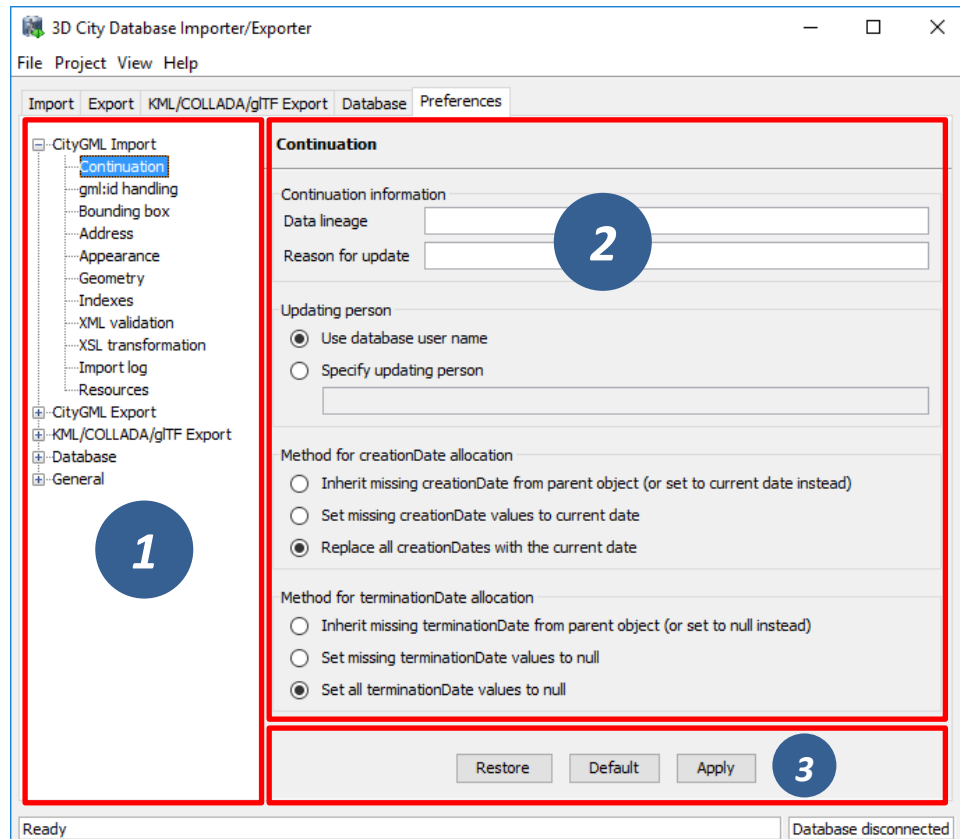 3D City Database Importer/Exporter
File Project View Help
Import Export KML/COLLADA/glTF Export Database Preferences
CityGML Import
Continuation
gml:id handling
Bounding box
Address
Appearance
Geometry
Indexes
XML validation
XSL transformation
Import log
Resources
CityGML Export
KML/COLLADA/glTF Export
Database
General
1
Continuation
Continuation information
Data lineage
Reason for update
2
Updating person
Use database user name
Specify updating person
Method for creationDate allocation
Inherit missing creationDate from parent object (or set to current date instead)
Set missing creationDate values to current date
Replace all creationDates with the current date
Method for terminationDate allocation
Inherit missing terminationDate from parent object (or set to null instead)
Set missing terminationDate values to null
Set all terminationDate values to null
Restore Default Apply 3
Ready Database disconnected